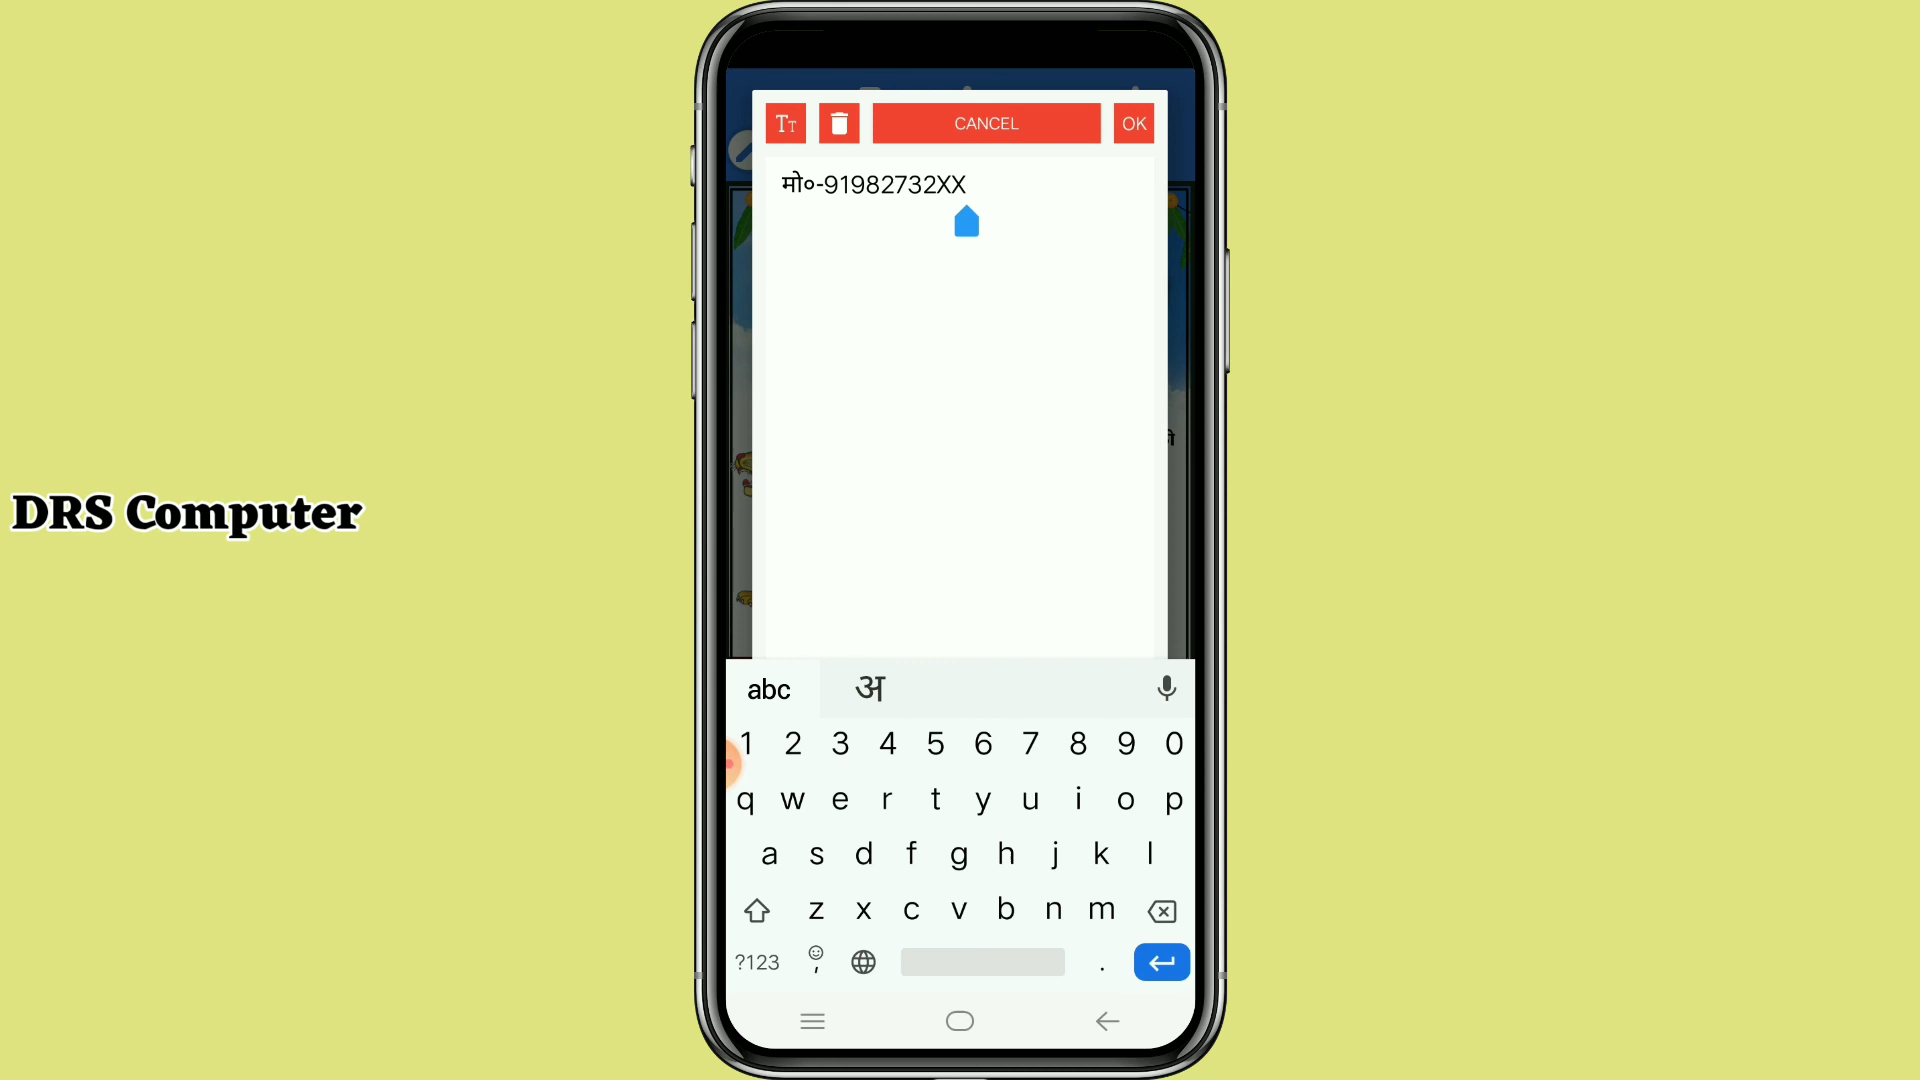 CANCEL
OK
मो०-91982732XX
DRS Computer
abc
अ
1 2 3 4 5 6 7 8 9 0
q w e r t y u i o p
a s d f g h j k l
z x c v b n m
?123 , .